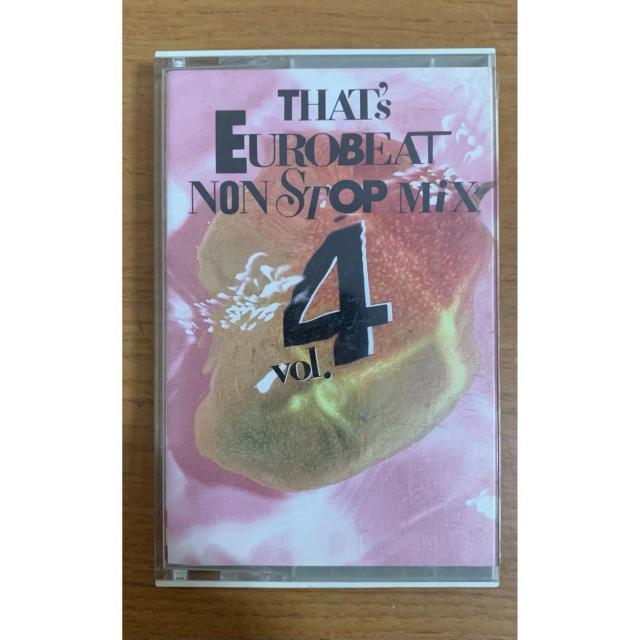 THAT's
EUROBEAT
NON STOP MiX
vol. 4